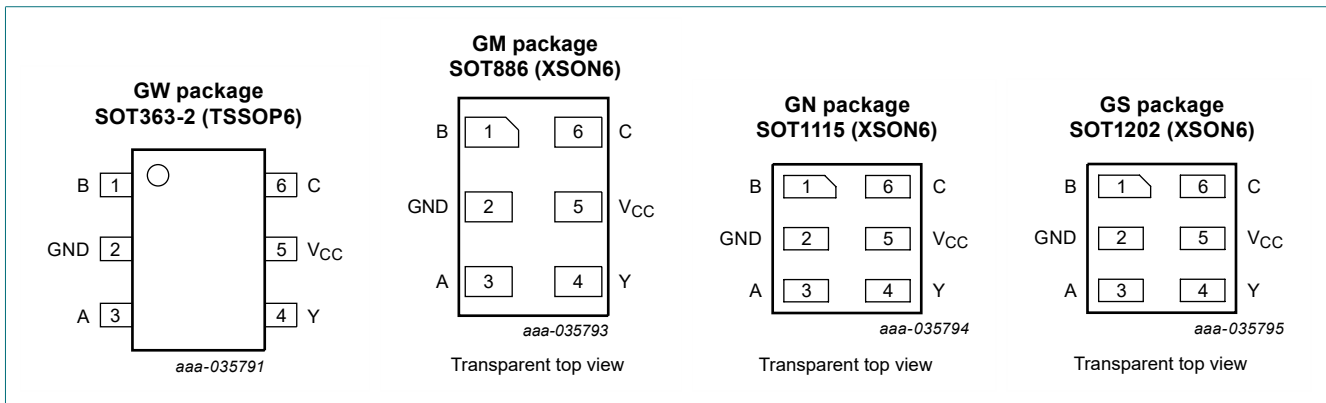 GW package
SOT363-2 (TSSOP6)
B 1 6 C
GND 2 5 VCC
A 3 4 Y
aaa-035791
GM package
SOT886 (XSON6)
B 1 6 C
GND 2 5 VCC
A 3 4 Y
aaa-035793
Transparent top view
GN package
SOT1115 (XSON6)
B 1 6 C
GND 2 5 VCC
A 3 4 Y
aaa-035794
Transparent top view
GS package
SOT1202 (XSON6)
B 1 6 C
GND 2 5 VCC
A 3 4 Y
aaa-035795
Transparent top view